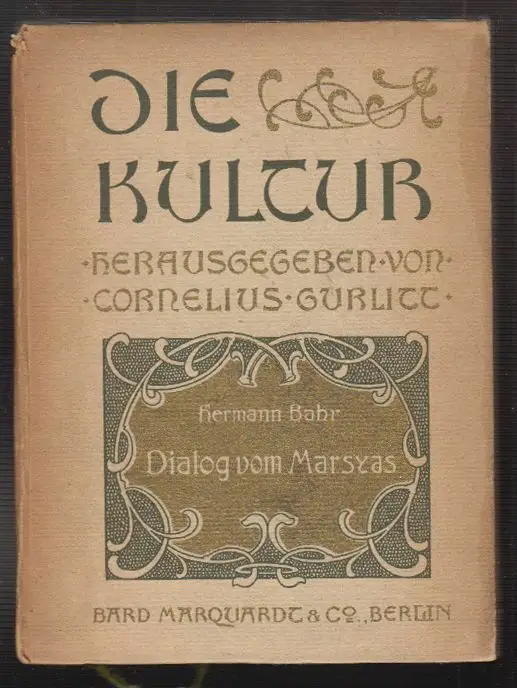 DIE
KULTUR
·HERAUSGEGEBEN·VON·
·CORNELIUS·GURLITT·
Hermann Bahr
Dialog vom Marsyas
BARD MARQUARDT & CO., BERLIN